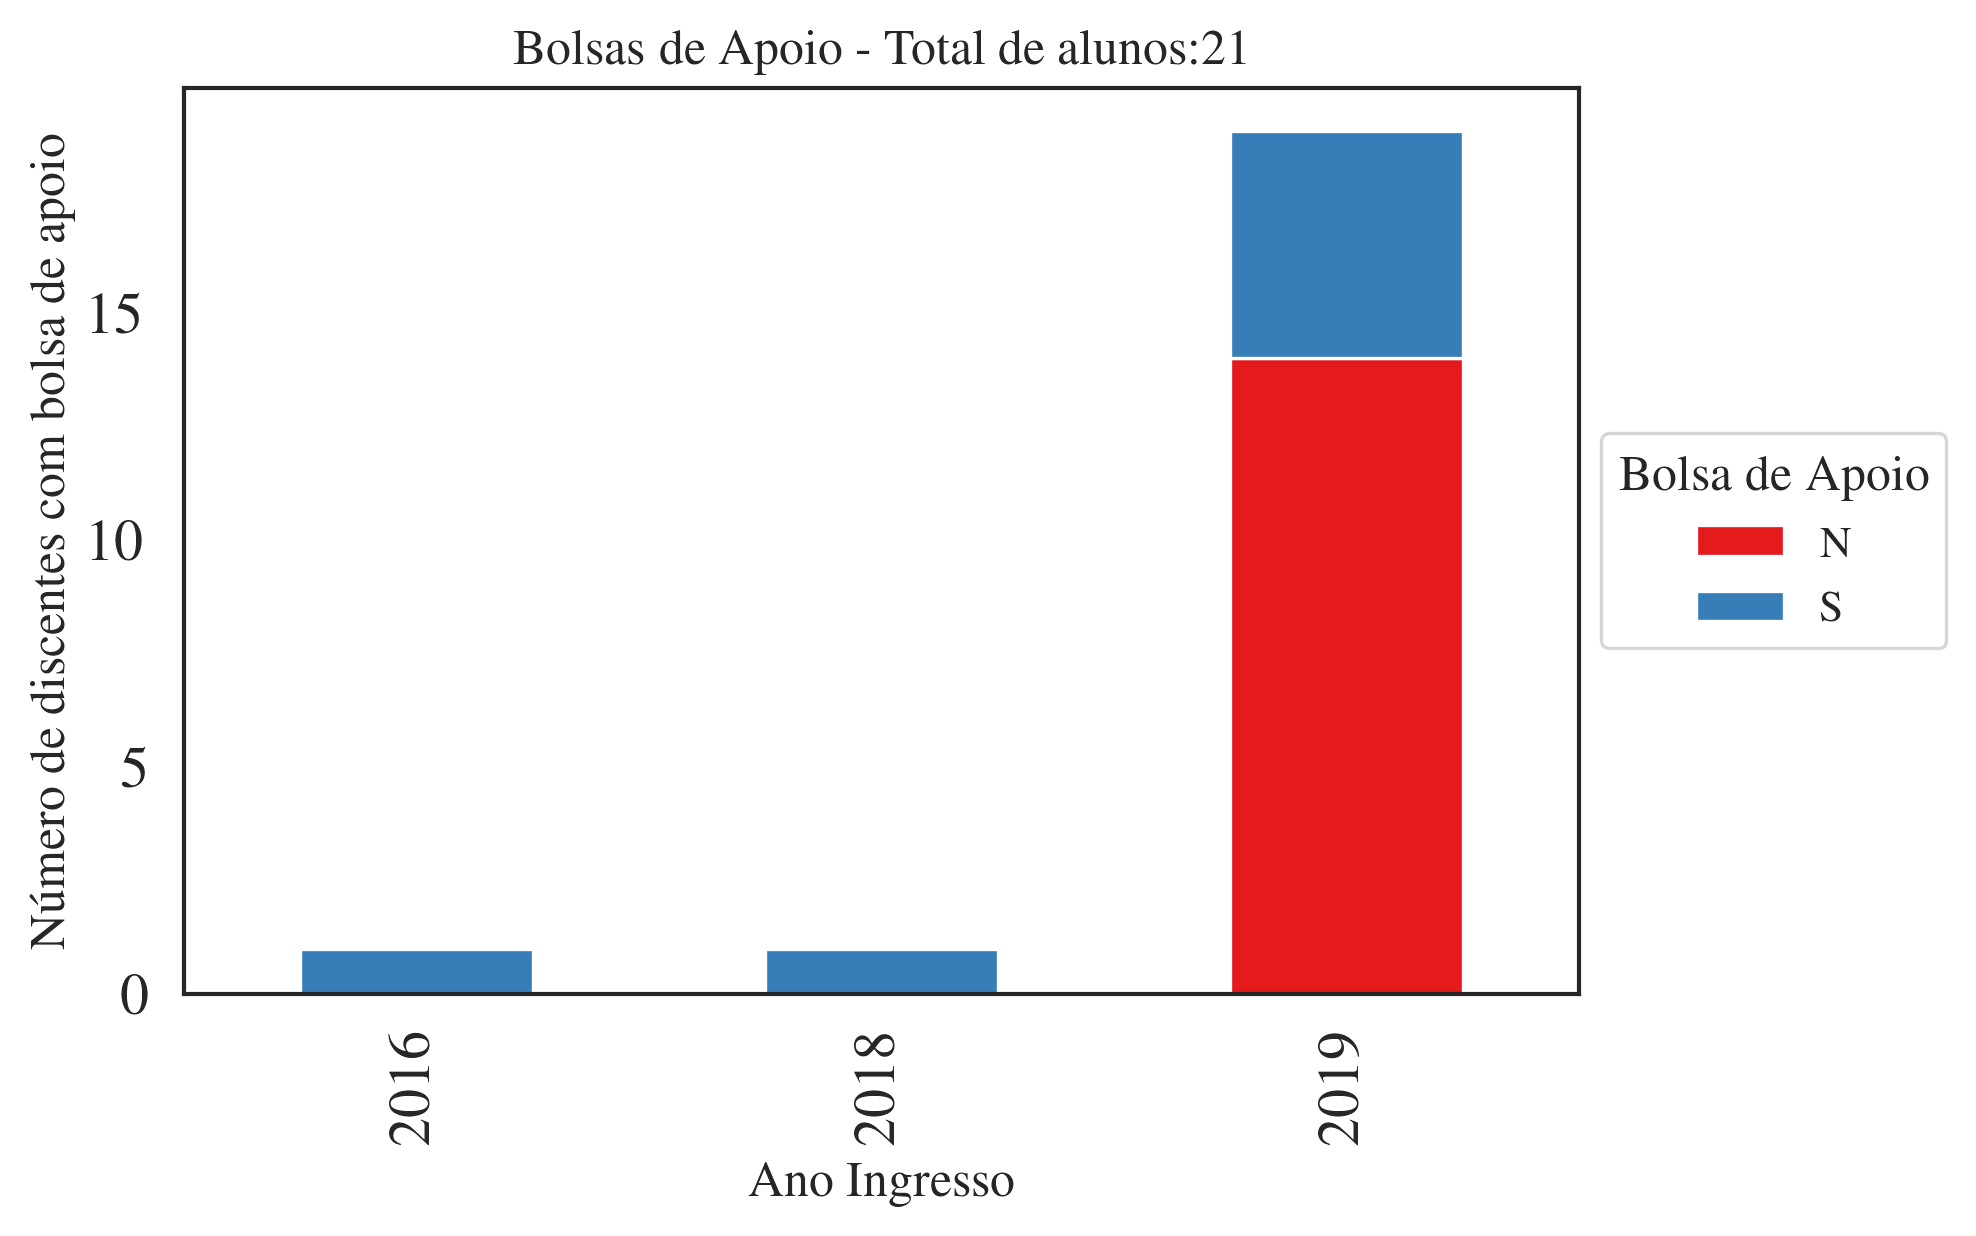 Bolsas de Apoio - Total de alunos:21
Número de discentes com bolsa de apoio
15
10
5
0
2016
2018
2019
Ano Ingresso
Bolsa de Apoio
N
S